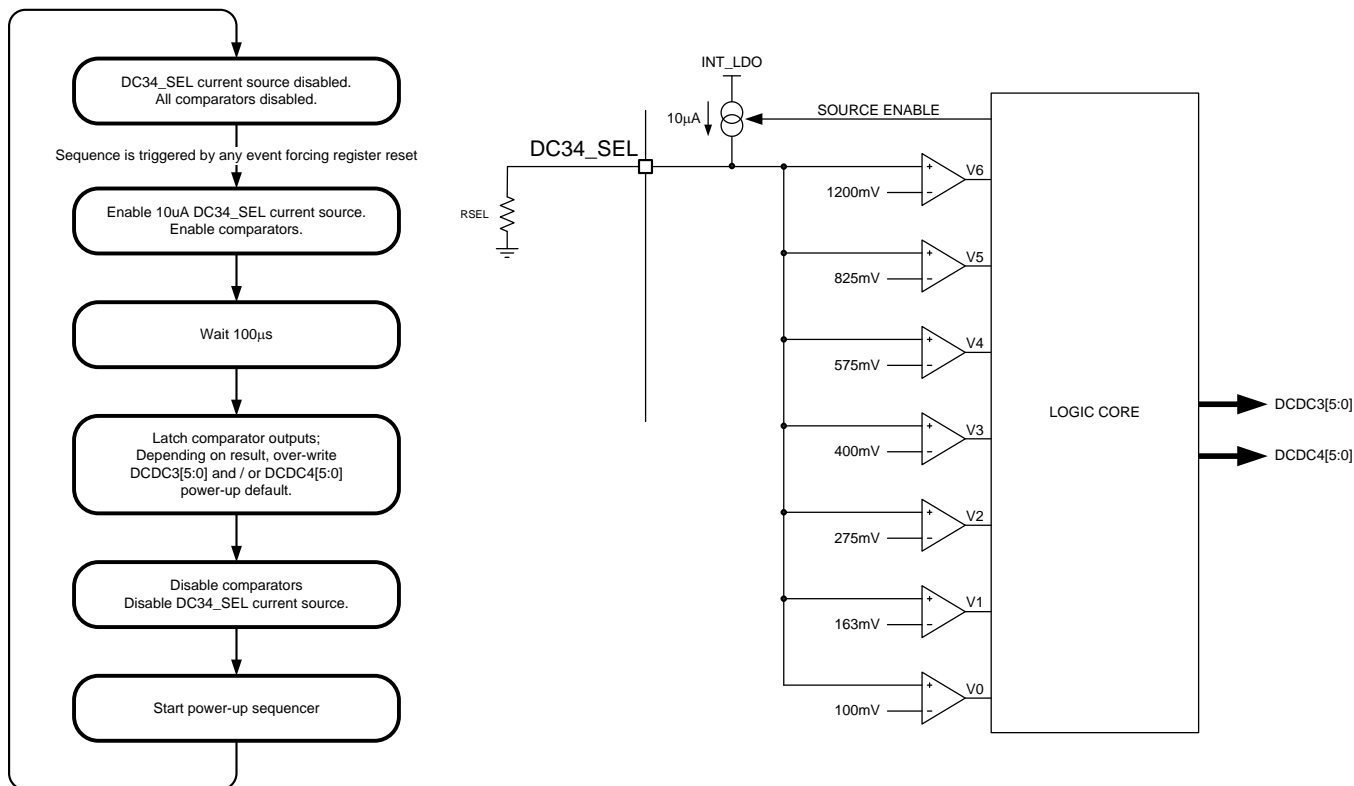 DC34_SEL current source disabled.
All comparators disabled.
Sequence is triggered by any event forcing register reset
Enable 10uA DC34_SEL current source.
Enable comparators.
Wait 100µs
Latch comparator outputs;
Depending on result, over-write
DCDC3[5:0] and / or DCDC4[5:0]
power-up default.
Disable comparators
Disable DC34_SEL current source.
Start power-up sequencer
INT_LDO
10µA
SOURCE ENABLE
DC34_SEL
RSEL
+
V6
1200mV
−
+
V5
825mV
−
+
V4
575mV
−
+
V3
400mV
−
+
V2
275mV
−
+
V1
163mV
−
+
V0
100mV
−
LOGIC CORE
DCDC3[5:0]
DCDC4[5:0]